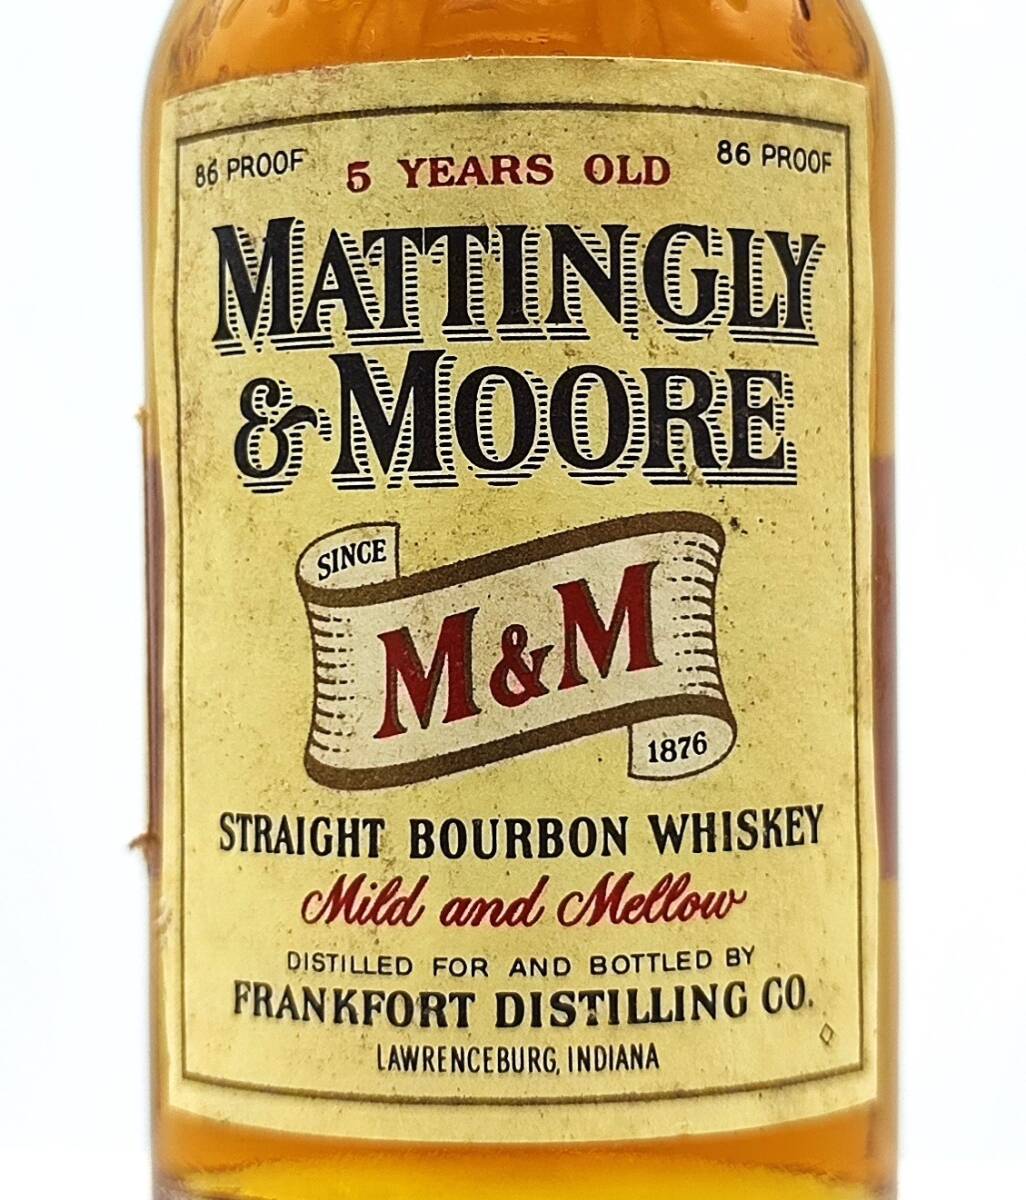 86 PROOF 5 YEARS OLD 86 PROOF
MATTINGLY
& MOORE
SINCE
M&M
1876
STRAIGHT BOURBON WHISKEY
Mild and Mellow
DISTILLED FOR AND BOTTLED BY
FRANKFORT DISTILLING CO.
LAWRENCEBURG, INDIANA